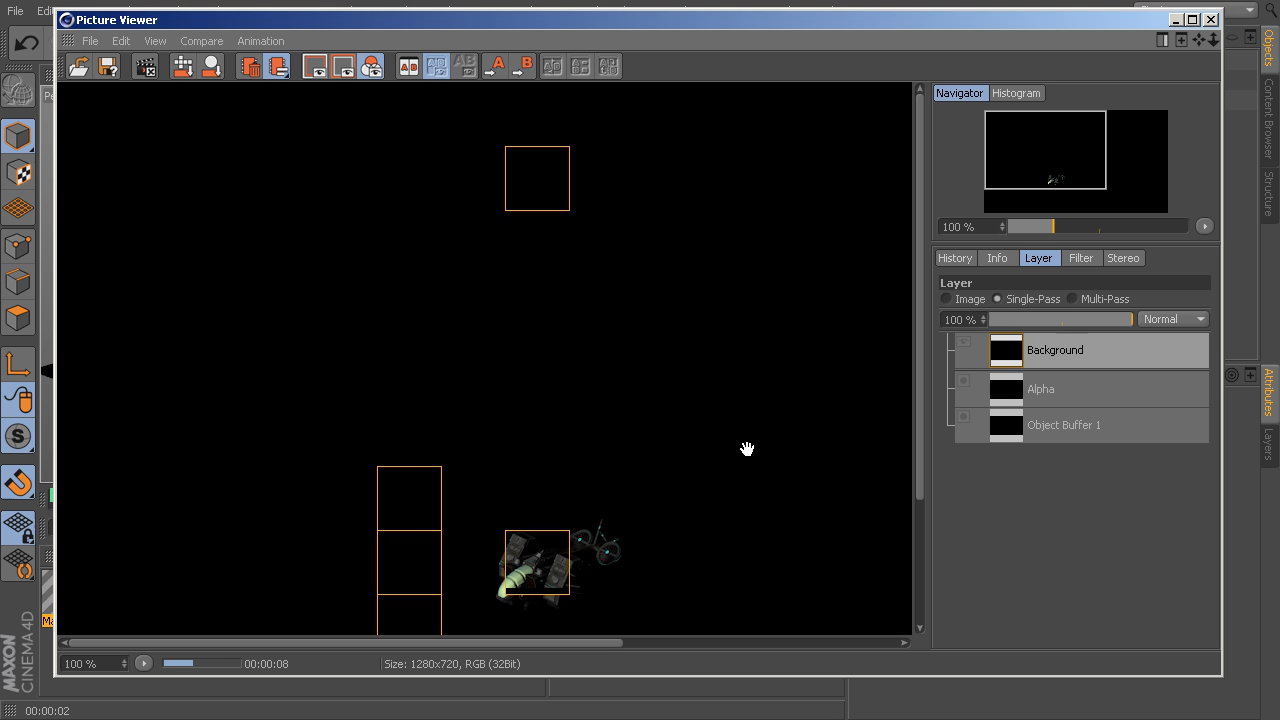 File Edi
Picture Viewer
File Edit View Compare Animation
A B
Navigator Histogram
100 %
History Info Layer Filter Stereo
Layer
Image Single-Pass Multi-Pass
100 % Normal
Background
Alpha
Object Buffer 1
100 % 00:00:08 Size: 1280x720, RGB (32Bit)
00:00:02
MAXON
CINEMA 4D
Objects
Content Browser
Structure
Attributes
Layers